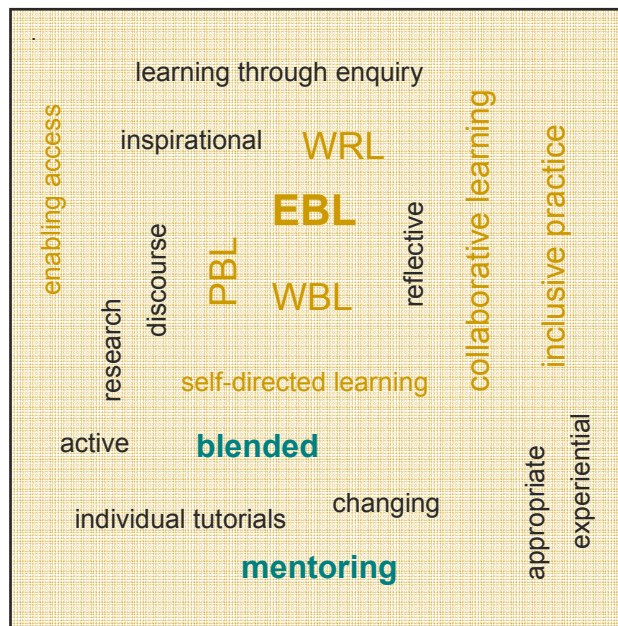 .
learning through enquiry
enabling access
inspirational
WRL
collaborative learning
inclusive practice
EBL
reflective
discourse
PBL
WBL
research
self-directed learning
active
blended
appropriate
experiential
individual tutorials
changing
mentoring